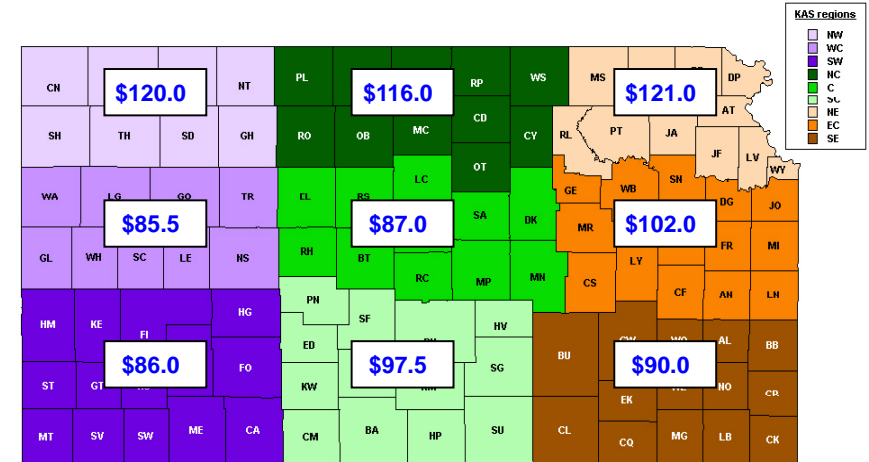 KAS regions
NW
WC
SW
NC
C
SC
NE
EC
SE
CN
NT
PL
RP
WS
MS
DP
$120.0
$116.0
$121.0
SH
TH
SD
GH
RO
OB
MC
CD
CY
RL
PT
JA
AT
JF
LV
WY
OT
WA
LG
GO
TR
EL
RS
LC
SA
DK
GE
WB
SN
DG
JO
$85.5
$87.0
$102.0
MR
FR
MI
GL
WH
SC
LE
NS
RH
BT
RC
MP
MN
CS
LY
CF
AN
LN
HM
KE
FI
HG
PN
SF
HV
ED
BU
AL
BB
$86.0
$97.5
$90.0
FO
SG
ST
GT
KW
EK
NO
CR
MT
SV
SW
ME
CA
CM
BA
HP
SU
CL
CQ
MG
LB
CK